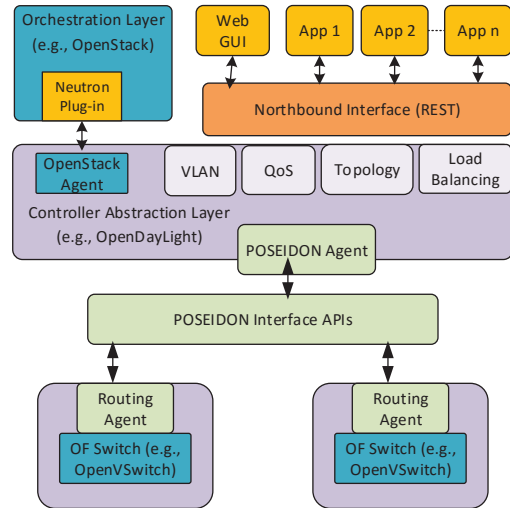 Orchestration Layer
(e.g., OpenStack)
Neutron
Plug-in
Web
GUI
App 1
App 2
App n
Northbound Interface (REST)
OpenStack
Agent
VLAN
QoS
Topology
Load
Balancing
Controller Abstraction Layer
(e.g., OpenDayLight)
POSEIDON Agent
POSEIDON Interface APIs
Routing
Agent
OF Switch (e.g.,
OpenVSwitch)
Routing
Agent
OF Switch (e.g.,
OpenVSwitch)